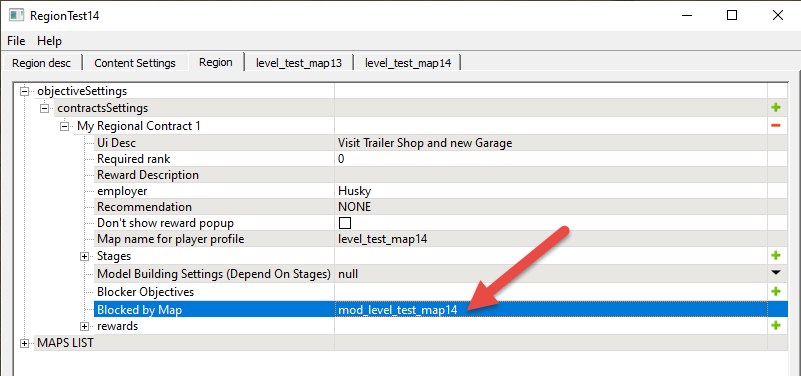 RegionTest14
File Help
Region desc Content Settings Region level_test_map13 level_test_map14
objectiveSettings
contractsSettings
My Regional Contract 1
Ui Desc Visit Trailer Shop and new Garage
Required rank 0
Reward Description
employer Husky
Recommendation NONE
Don't show reward popup
Map name for player profile level_test_map14
Stages
Model Building Settings (Depend On Stages) null
Blocker Objectives
Blocked by Map mod_level_test_map14
rewards
MAPS LIST